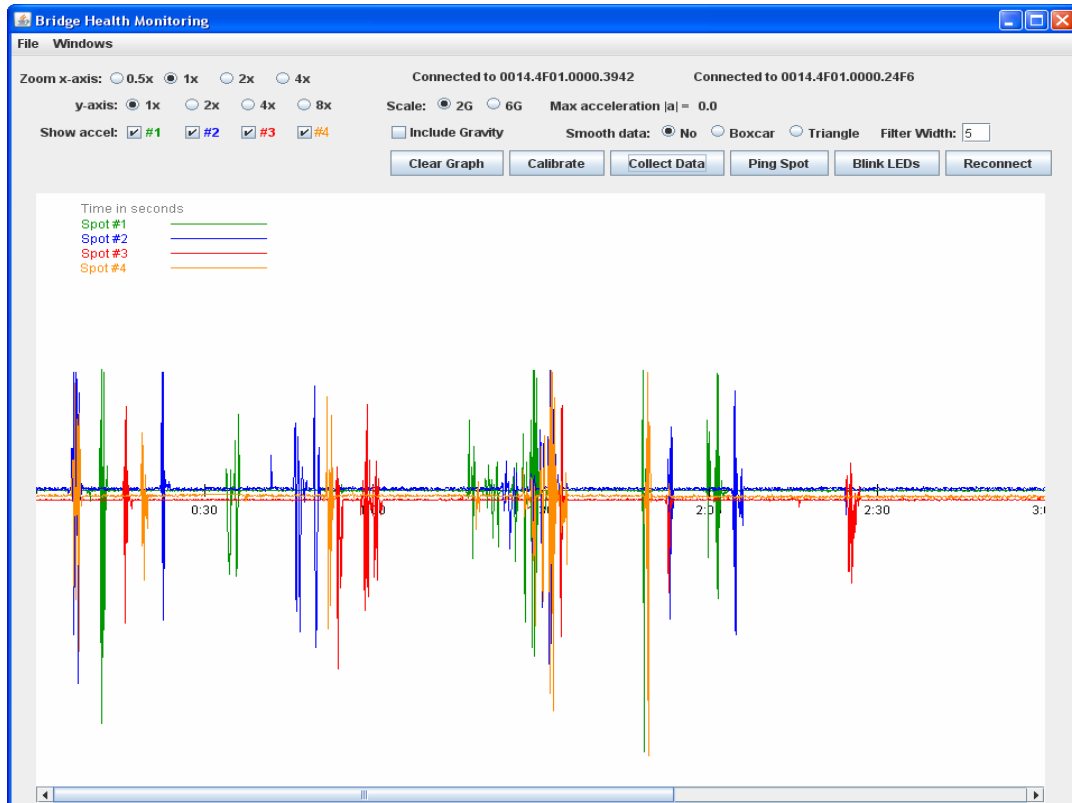 Bridge Health Monitoring
File Windows
Zoom x-axis: 0.5x 1x 2x 4x Connected to 0014.4F01.0000.3942 Connected to 0014.4F01.0000.24F6
y-axis: 1x 2x 4x 8x Scale: 2G 6G Max acceleration |a| = 0.0
Show accel: #1 #2 #3 #4 Include Gravity Smooth data: No Boxcar Triangle Filter Width: 5
Clear Graph Calibrate Collect Data Ping Spot Blink LEDs Reconnect
Time in seconds
Spot #1
Spot #2
Spot #3
Spot #4
0:30 2:30